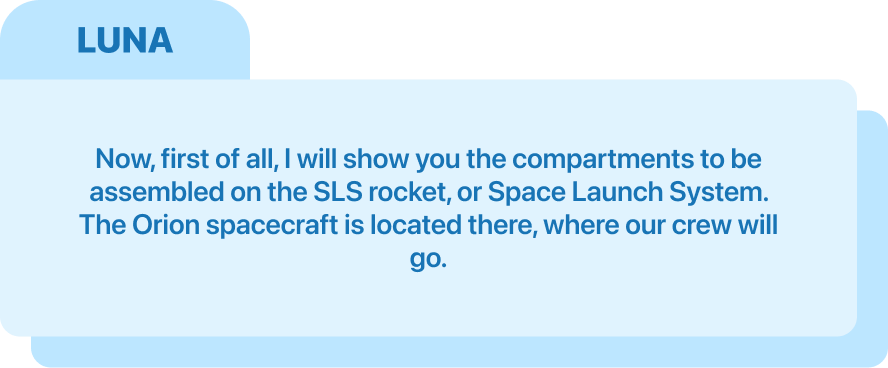 LUNA
Now, first of all, I will show you the compartments to be
assembled on the SLS rocket, or Space Launch System.
The Orion spacecraft is located there, where our crew will
go.